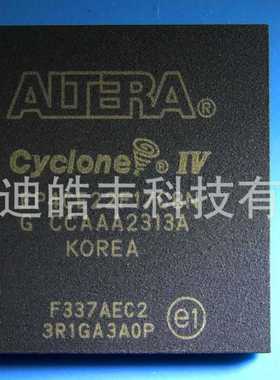 ALTERA®
Cyclone® IV
迪皓丰科技有
G CCAAA2313A
KOREA
F337AEC2
3R1GA3A0P
e1